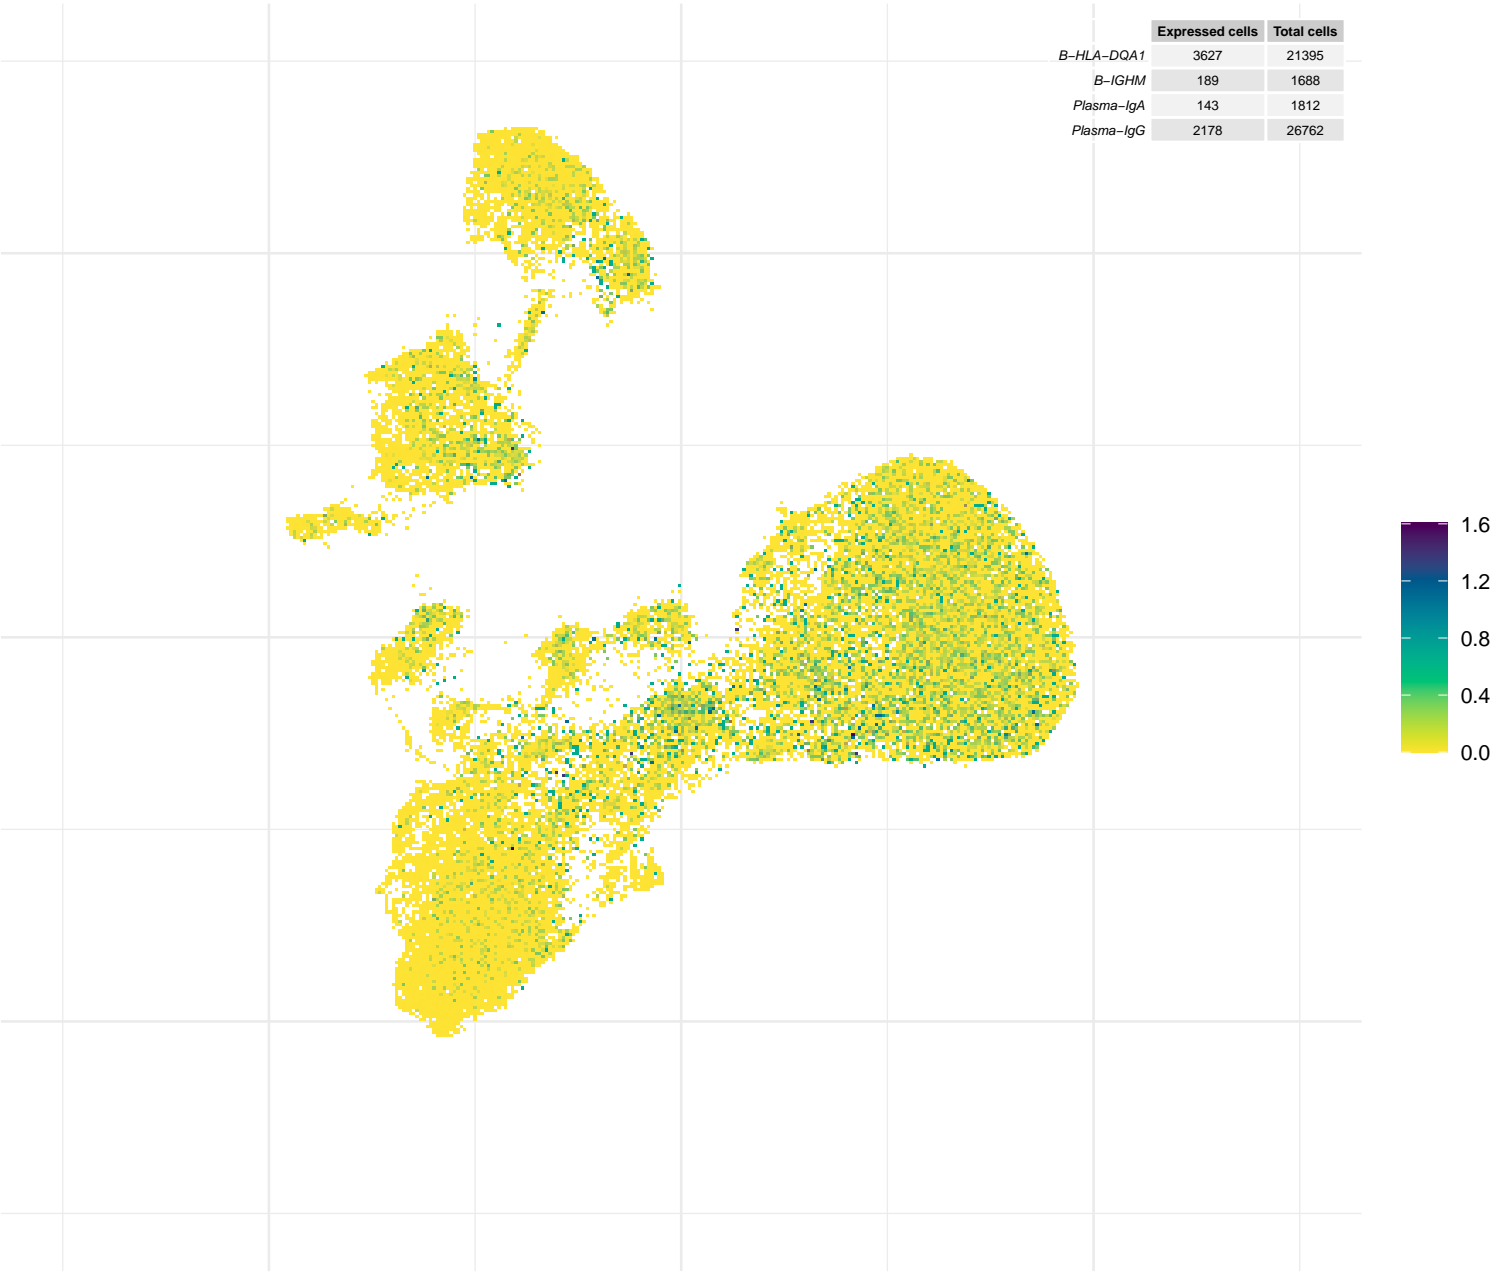 Expressed cells Total cells
B−HLA−DQA1 3627 21395
B−IGHM 189 1688
Plasma−IgA 143 1812
Plasma−IgG 2178 26762
1.6
1.2
0.8
0.4
0.0